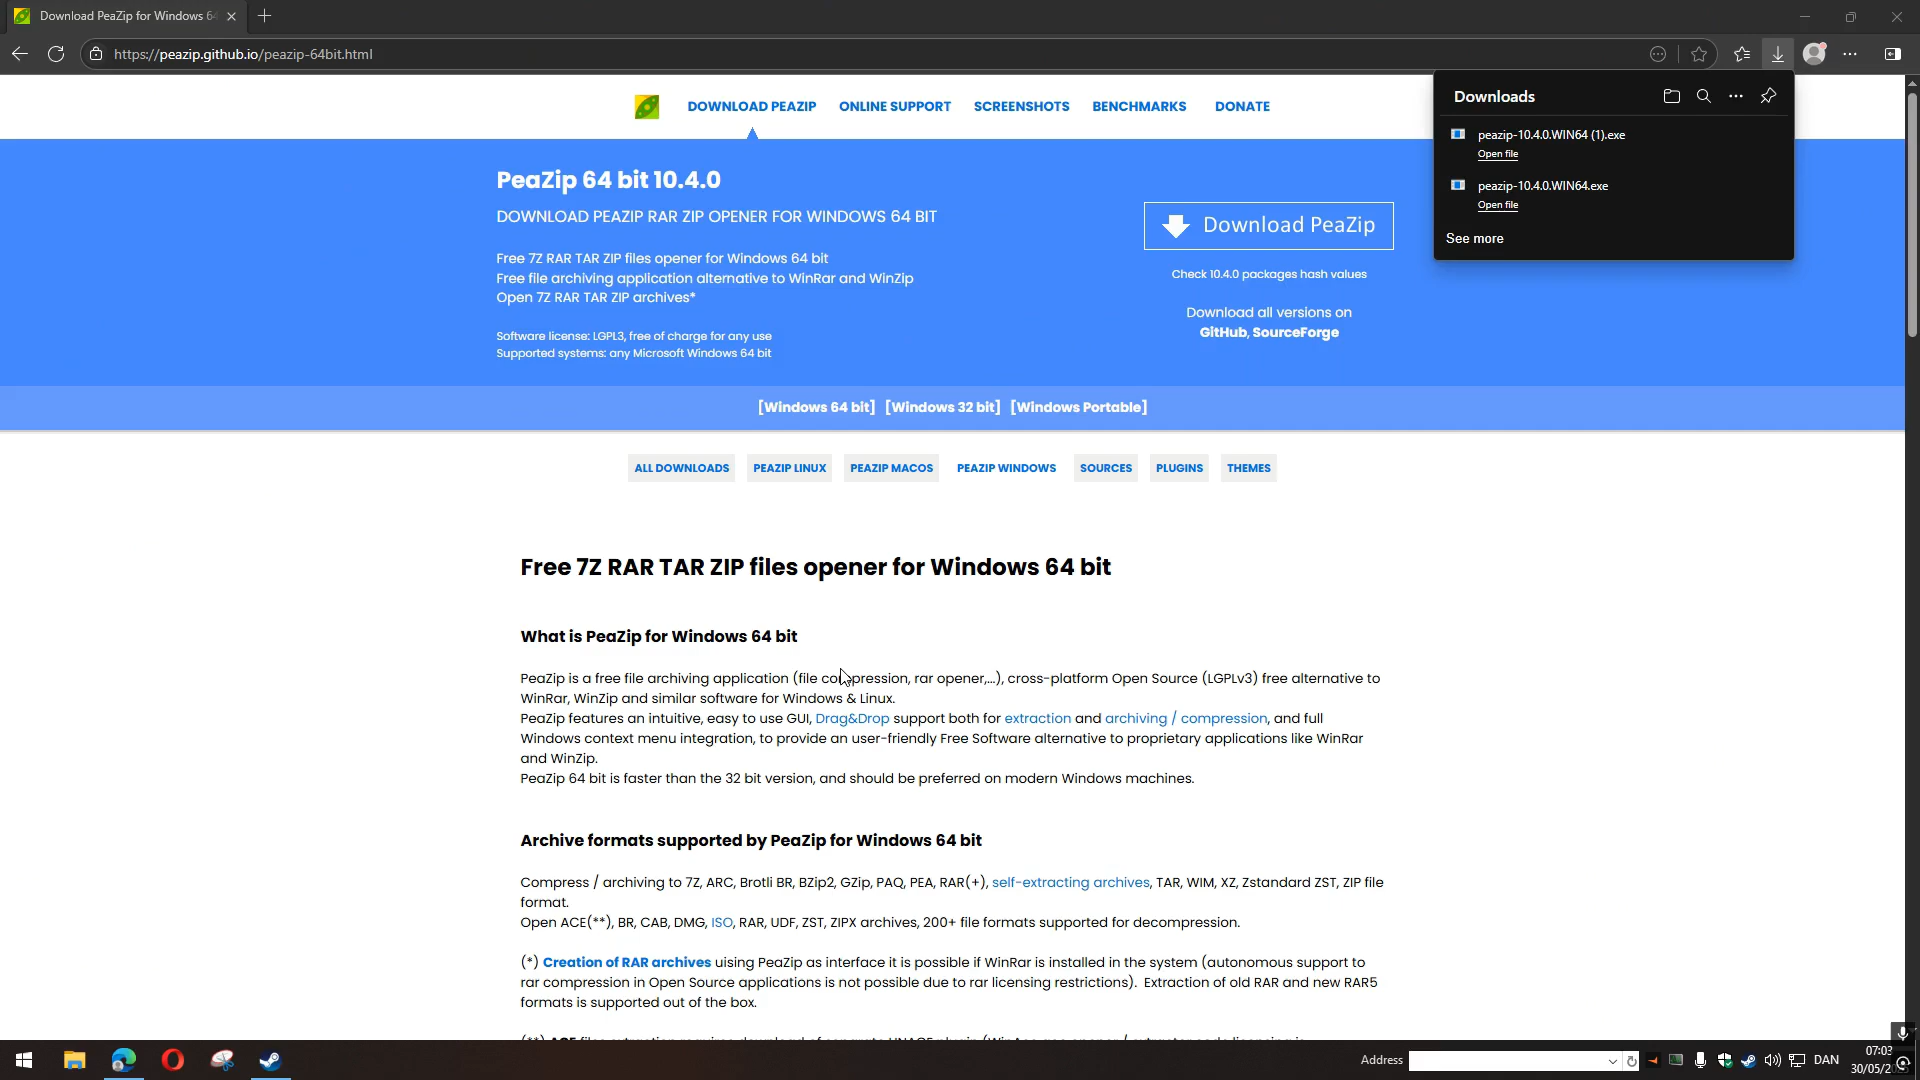 Download PeaZip for Windows 64
https://peazip.github.io/peazip-64bit.html
DOWNLOAD PEAZIP
ONLINE SUPPORT
SCREENSHOTS
BENCHMARKS
DONATE
Downloads
peazip-10.4.0.WIN64 (1).exe
Open file
peazip-10.4.0.WIN64.exe
Open file
See more
PeaZip 64 bit 10.4.0
DOWNLOAD PEAZIP RAR ZIP OPENER FOR WINDOWS 64 BIT
Free 7Z RAR TAR ZIP files opener for Windows 64 bit
Free file archiving application alternative to WinRar and WinZip
Open 7Z RAR TAR ZIP archives*
Software license: LGPL3, free of charge for any use
Supported systems: any Microsoft Windows 64 bit
Download PeaZip
Check 10.4.0 packages hash values
Download all versions on
GitHub, SourceForge
[Windows 64 bit] [Windows 32 bit] [Windows Portable]
ALL DOWNLOADS
PEAZIP LINUX
PEAZIP MACOS
PEAZIP WINDOWS
SOURCES
PLUGINS
THEMES
Free 7Z RAR TAR ZIP files opener for Windows 64 bit
What is PeaZip for Windows 64 bit
PeaZip is a free file archiving application (file compression, rar opener,...), cross-platform Open Source (LGPLv3) free alternative to
WinRar, WinZip and similar software for Windows & Linux.
PeaZip features an intuitive, easy to use GUI, Drag&Drop support both for extraction and archiving / compression, and full
Windows context menu integration, to provide an user-friendly Free Software alternative to proprietary applications like WinRar
and WinZip.
PeaZip 64 bit is faster than the 32 bit version, and should be preferred on modern Windows machines.
Archive formats supported by PeaZip for Windows 64 bit
Compress / archiving to 7Z, ARC, Brotli BR, BZip2, GZip, PAQ, PEA, RAR(+), self-extracting archives, TAR, WIM, XZ, Zstandard ZST, ZIP file
format.
Open ACE(**), BR, CAB, DMG, ISO, RAR, UDF, ZST, ZIPX archives, 200+ file formats supported for decompression.
(*) Creation of RAR archives uising PeaZip as interface it is possible if WinRar is installed in the system (autonomous support to
rar compression in Open Source applications is not possible due to rar licensing restrictions). Extraction of old RAR and new RAR5
formats is supported out of the box.
Address
DAN
07:03
30/05/2